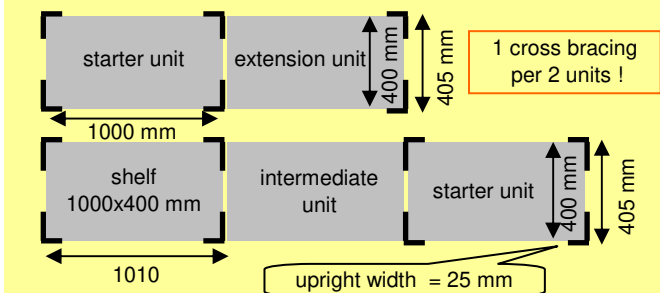 starter unit
extension unit
400 mm
405 mm
1 cross bracing
per 2 units !
1000 mm
shelf
1000x400 mm
intermediate
unit
starter unit
400 mm
405 mm
1010
upright width = 25 mm